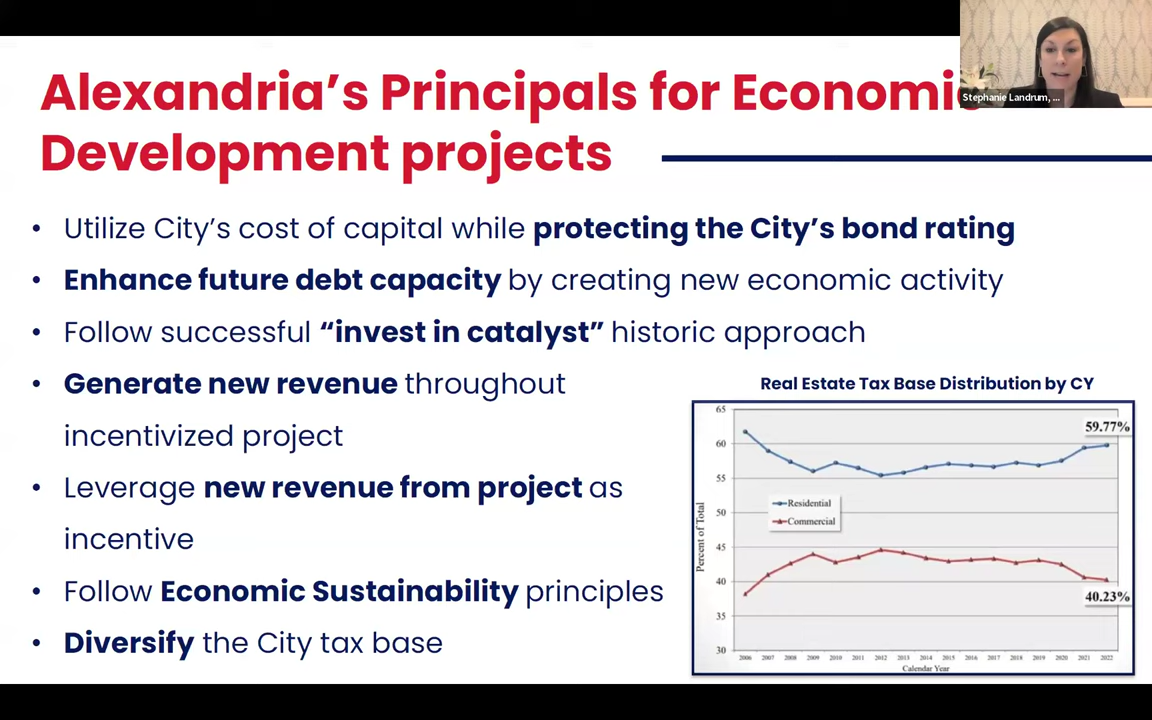 Alexandria's Principals for Economic
Development projects
Stephanie Landrum, ...
• Utilize City's cost of capital while protecting the City's bond rating
• Enhance future debt capacity by creating new economic activity
• Follow successful “invest in catalyst” historic approach
• Generate new revenue throughout
incentivized project
• Leverage new revenue from project as
incentive
• Follow Economic Sustainability principles
• Diversify the City tax base
Real Estate Tax Base Distribution by CY
65
60
55
50
45
40
35
30
Percent of Total
59.77%
Residential
Commercial
40.23%
2006 2007 2008 2009 2010 2011 2012 2013 2014 2015 2016 2017 2018 2019 2020 2021 2022
Calendar Year